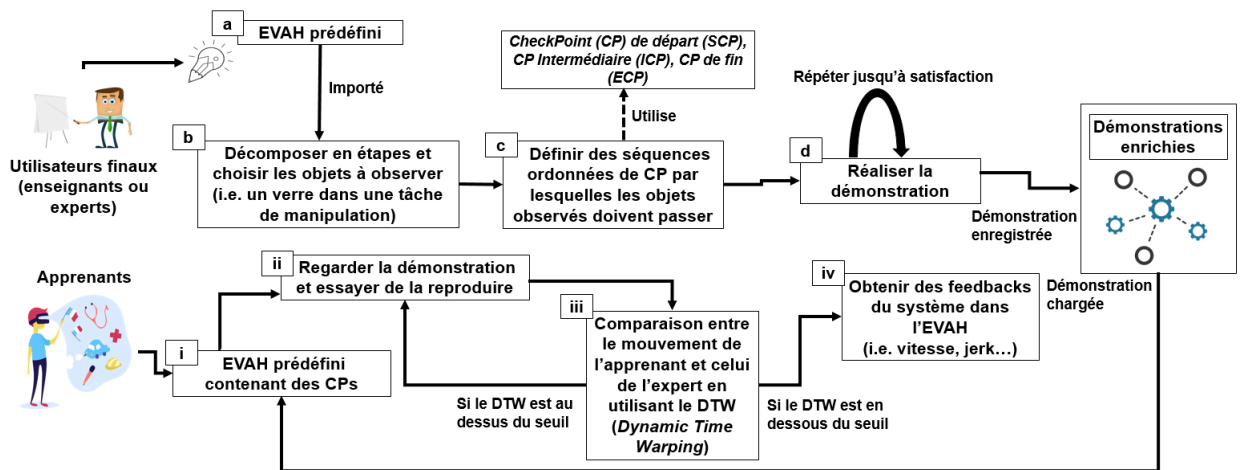 a
EVAH prédéfini
Importé
Utilisateurs finaux
(enseignants ou
experts)
b
Décomposer en étapes et
choisir les objets à observer
(i.e. un verre dans une tâche
de manipulation)
CheckPoint (CP) de départ (SCP),
CP Intermédiaire (ICP), CP de fin
(ECP)
Utilise
c
Définir des séquences
ordonnées de CP par
lesquelles les objets
observés doivent passer
Répéter jusqu’à satisfaction
d
Réaliser la
démonstration
Démonstration
enregistrée
Démonstrations
enrichies
Apprenants
i
EVAH prédéfini
contenant des CPs
ii
Regarder la démonstration
et essayer de la reproduire
iii
Comparaison entre
le mouvement de
l’apprenant et celui
de l’expert en
utilisant le DTW
(Dynamic Time
Warping)
Si le DTW est au
dessus du seuil
Si le DTW est en
dessous du seuil
iv
Obtenir des feedbacks
du système dans
l’EVAH
(i.e. vitesse, jerk…)
Démonstration
chargée